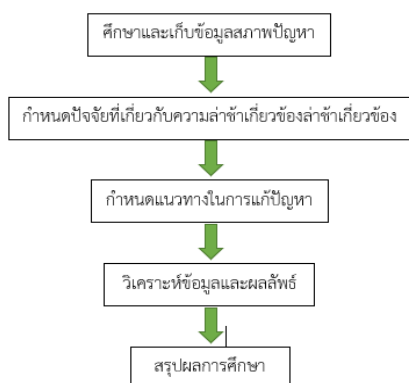 ศึกษาและเก็บข้อมูลสภาพปัญหา
กำหนดปัจจัยที่เกี่ยวกับความล่าช้าเกี่ยวข้องล่าช้าเกี่ยวข้อง
กำหนดแนวทางในการแก้ปัญหา
วิเคราะห์ข้อมูลและผลลัพธ์
สรุปผลการศึกษา